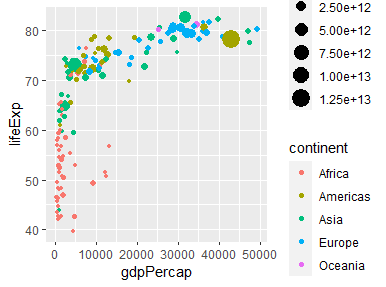 80
70
60
50
40
lifeExp
0
10000
20000
30000
40000
50000
gdpPercap
2.50e+12
5.00e+12
7.50e+12
1.00e+13
1.25e+13
continent
Africa
Americas
Asia
Europe
Oceania